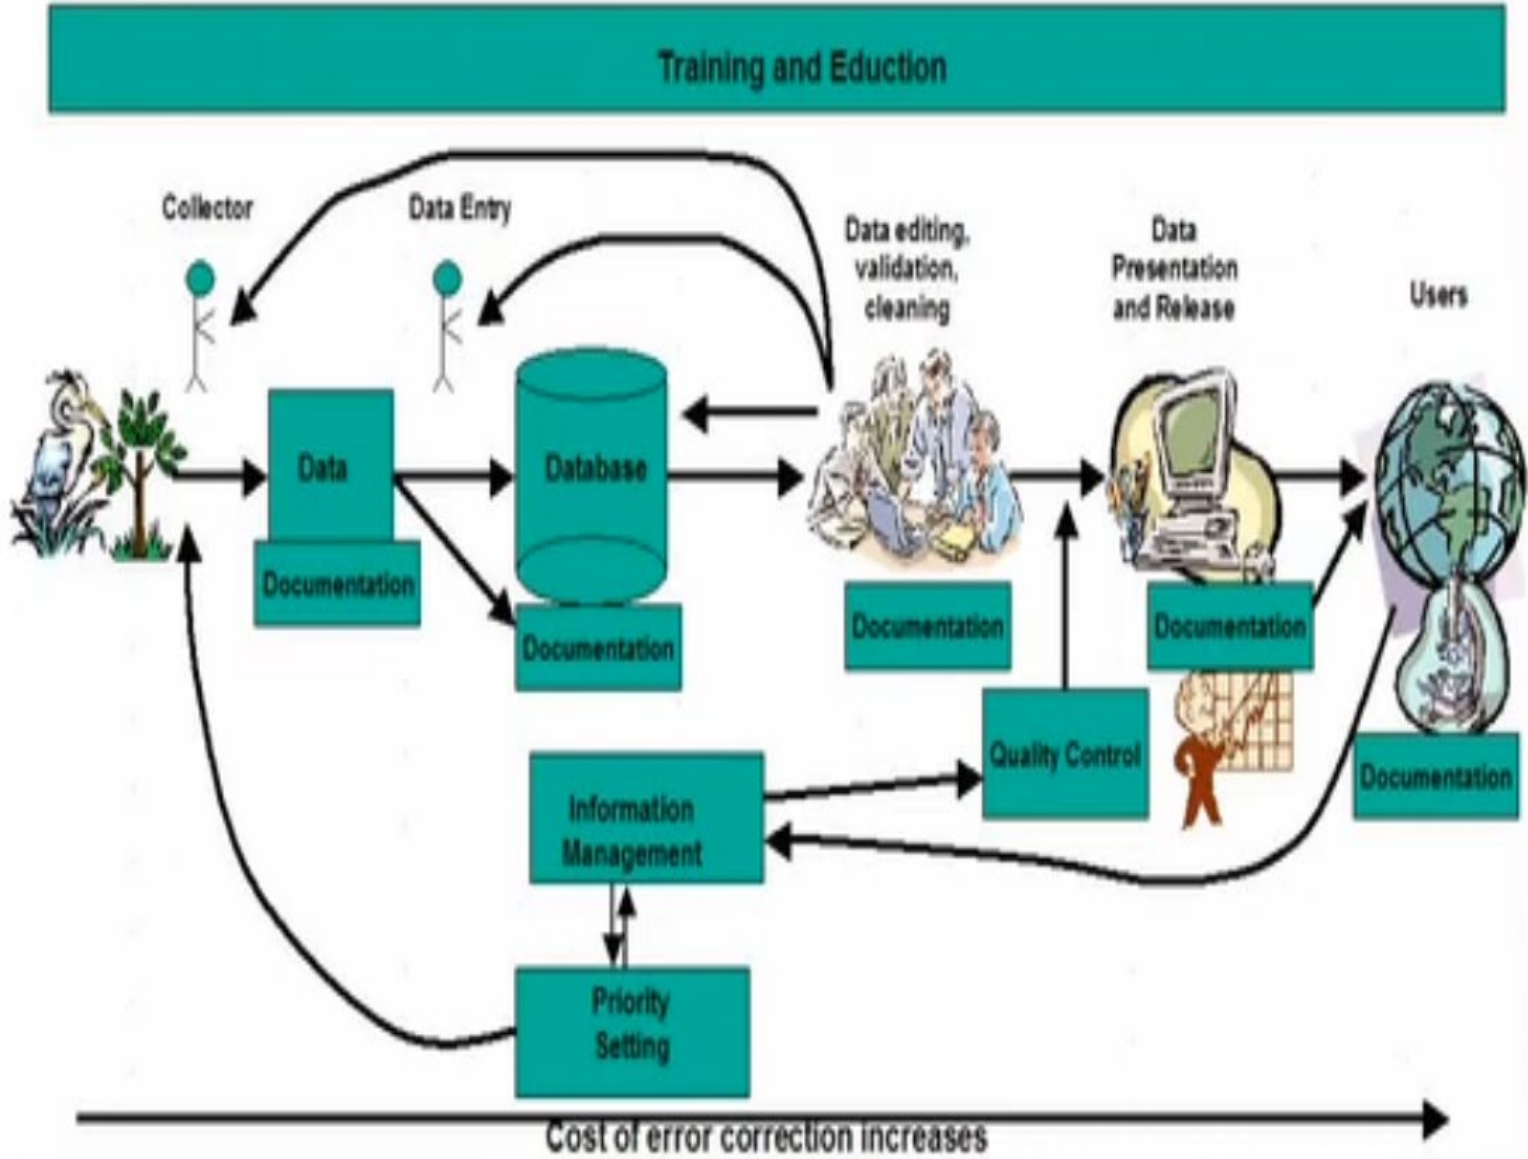 Training and Eduction
Collector
Data Entry
Data editing,
validation,
cleaning
Data
Presentation
and Release
Users
Data
Database
Documentation
Documentation
Documentation
Documentation
Quality Control
Documentation
Information
Management
Priority
Setting
Cost of error correction increases